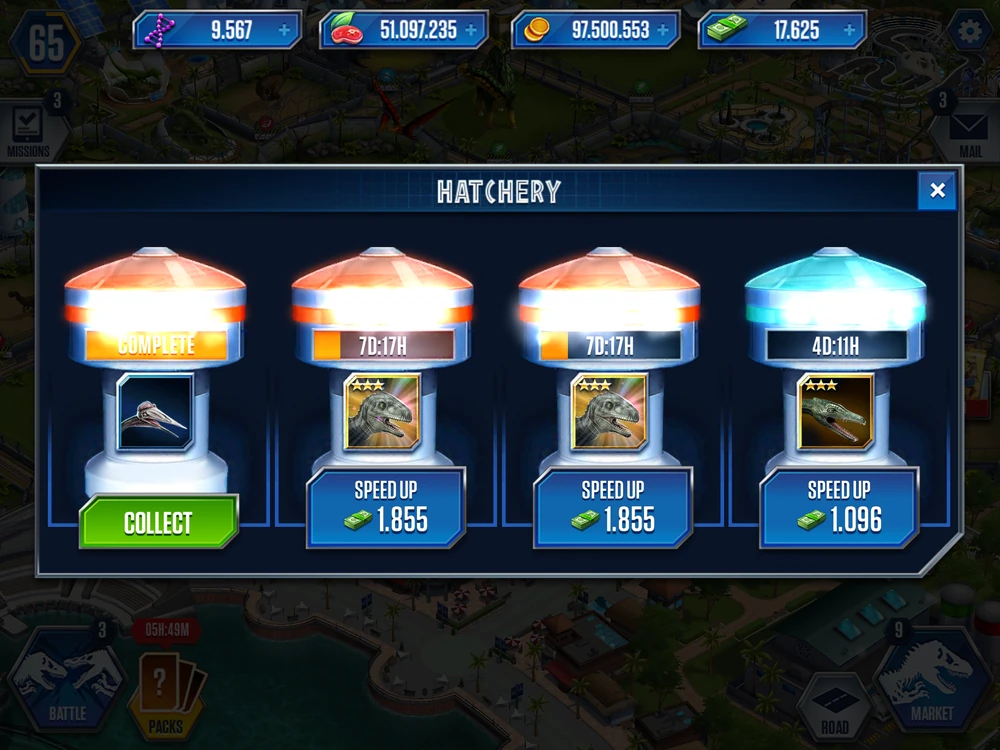 65
9.567
51.097.235
97.500.553
17.625
3
MISSIONS
3
MAIL
HATCHERY
COMPLETE
7D:17H
7D:17H
4D:11H
COLLECT
SPEED UP
1.855
SPEED UP
1.855
SPEED UP
1.096
3
BATTLE
05H:49M
?
PACKS
ROAD
9
MARKET